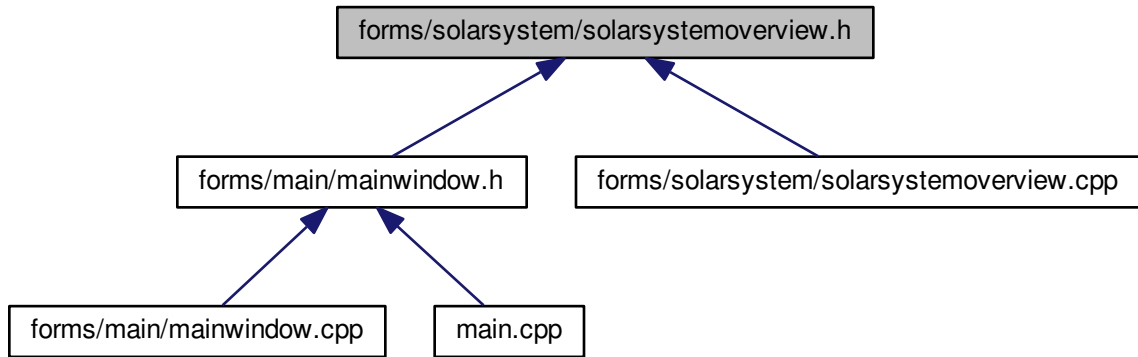 forms/solarsystem/solarsystemoverview.h
forms/main/mainwindow.h
forms/solarsystem/solarsystemoverview.cpp
forms/main/mainwindow.cpp
main.cpp